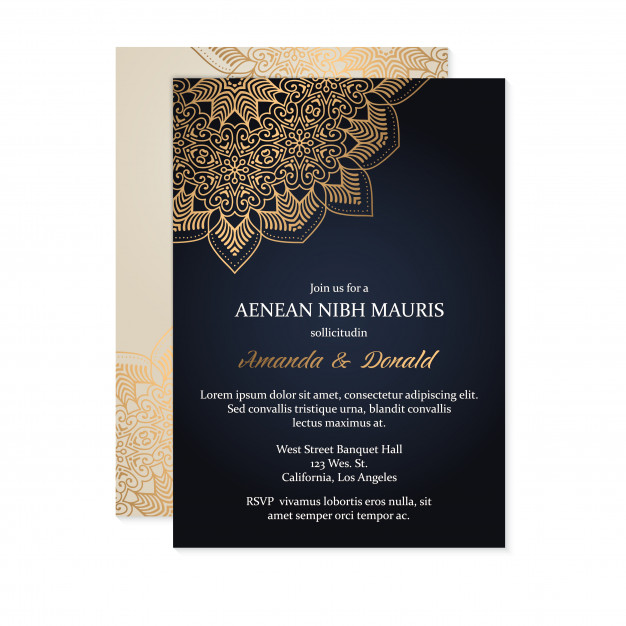 Join us for a
AENEAN NIBH MAURIS
sollicitudin
Amanda & Donald
Lorem ipsum dolor sit amet, consectetur adipiscing elit.
Sed convallis tristique urna, blandit convallis
lectus maximus at.
West Street Banquet Hall
123 Wes. St.
California, Los Angeles
RSVP vivamus lobortis eros nulla, sit
amet semper orci tempor ac.